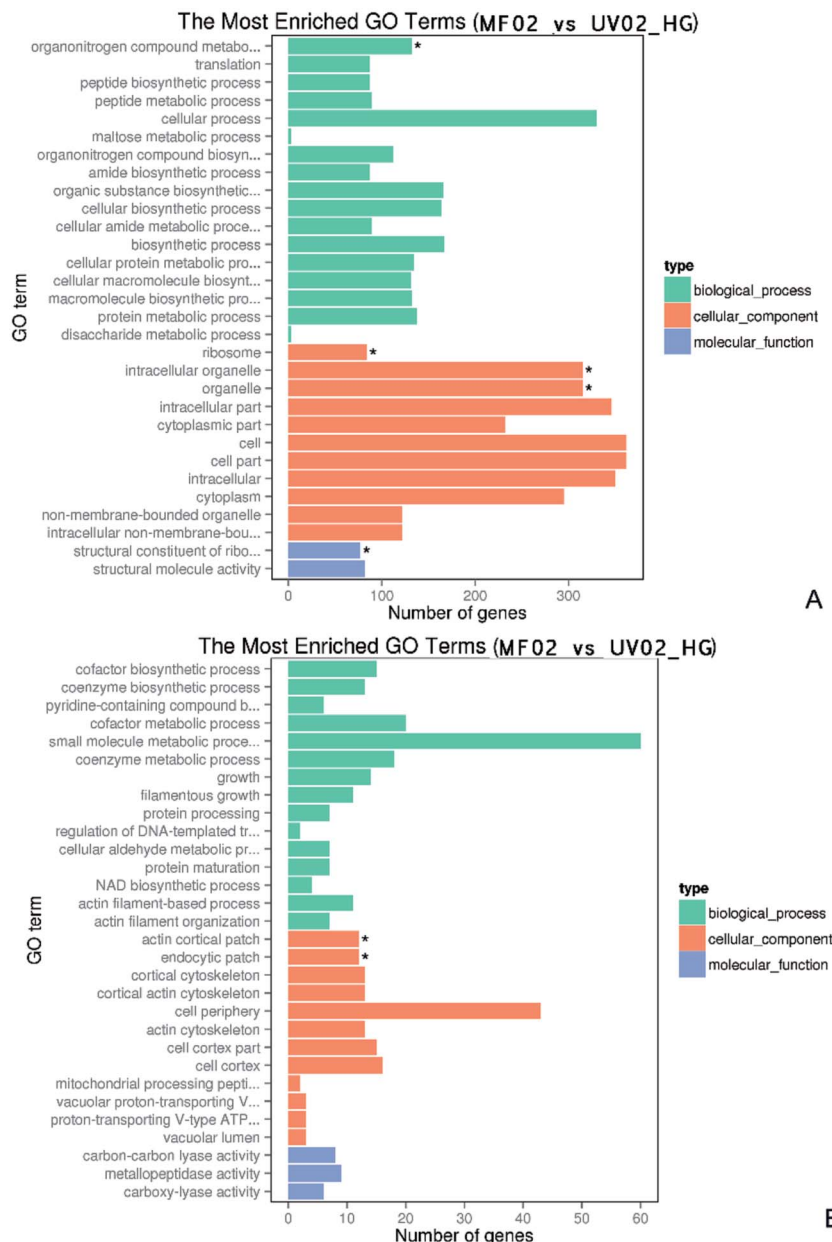 The Most Enriched GO Terms (MF02 vs UV02_HG)
organonitrogen compound metabo... *
translation
peptide biosynthetic process
peptide metabolic process
cellular process
maltose metabolic process
organonitrogen compound biosyn...
amide biosynthetic process
organic substance biosynthetic...
cellular biosynthetic process
cellular amide metabolic proce...
biosynthetic process
cellular protein metabolic pro...
cellular macromolecule biosynt...
macromolecule biosynthetic pro...
protein metabolic process
disaccharide metabolic process
ribosome *
intracellular organelle *
organelle *
intracellular part
cytoplasmic part
cell
cell part
intracellular
cytoplasm
non-membrane-bounded organelle
intracellular non-membrane-bou...
structural constituent of ribo... *
structural molecule activity
GO term
0 100 200 300
Number of genes
type
biological_process
cellular_component
molecular_function
A
The Most Enriched GO Terms (MF02 vs UV02_HG)
cofactor biosynthetic process
coenzyme biosynthetic process
pyridine-containing compound b...
cofactor metabolic process
small molecule metabolic proce...
coenzyme metabolic process
growth
filamentous growth
protein processing
regulation of DNA-templated tr...
cellular aldehyde metabolic pr...
protein maturation
NAD biosynthetic process
actin filament-based process
actin filament organization
actin cortical patch *
endocytic patch *
cortical cytoskeleton
cortical actin cytoskeleton
cell periphery
actin cytoskeleton
cell cortex part
cell cortex
mitochondrial processing pepti...
vacuolar proton-transporting V...
proton-transporting V-type ATP...
vacuolar lumen
carbon-carbon lyase activity
metallopeptidase activity
carboxy-lyase activity
GO term
0 10 20 30 40 50 60
Number of genes
type
biological_process
cellular_component
molecular_function